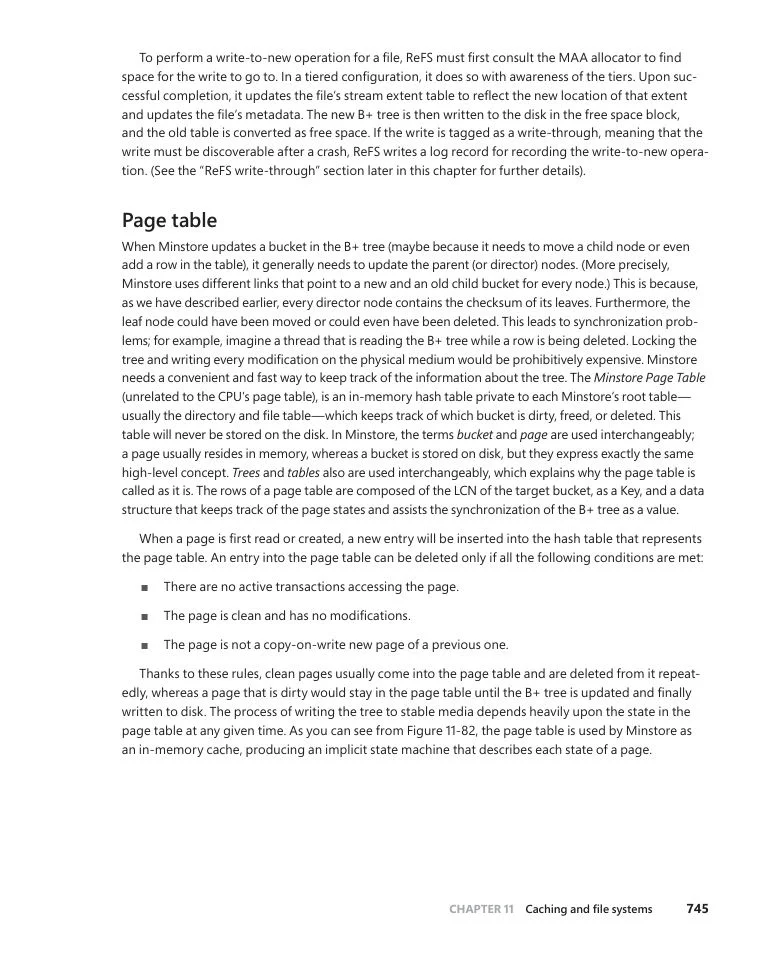 To perform a write-to-new operation for a file, ReFS must first consult the MAA allocator to find
space for the write to go to. In a tiered configuration, it does so with awareness of the tiers. Upon suc-
cessful completion, it updates the file's stream extent table to reflect the new location of that extent
and updates the file's metadata. The new B+ tree is then written to the disk in the free space block,
and the old table is converted as free space. If the write is tagged as a write-through, meaning that the
write must be discoverable after a crash, ReFS writes a log record for recording the write-to-new opera-
tion. (See the "ReFS write-through" section later in this chapter for further details).
Page table
When Minstore updates a bucket in the B+ tree (maybe because it needs to move a child node or even
add a row in the table), it generally needs to update the parent (or director) nodes. (More precisely,
Minstore uses different links that point to a new and an old child bucket for every node.) This is because,
as we have described earlier, every director node contains the checksum of its leaves. Furthermore, the
leaf node could have been moved or could even have been deleted. This leads to synchronization prob-
lems; for example, imagine a thread that is reading the B+ tree while a row is being deleted. Locking the
tree and writing every modification on the physical medium would be prohibitively expensive. Minstore
needs a convenient and fast way to keep track of the information about the tree. The Minstore Page Table
(unrelated to the CPU's page table), is an in-memory hash table private to each Minstore's root table—
usually the directory and file table—which keeps track of which bucket is dirty, freed, or deleted. This
table will never be stored on the disk. In Minstore, the terms bucket and page are used interchangeably;
a page usually resides in memory, whereas a bucket is stored on disk, but they express exactly the same
high-level concept. Trees and tables also are used interchangeably, which explains why the page table is
called as it is. The rows of a page table are composed of the LCN of the target bucket, as a Key, and a data
structure that keeps track of the page states and assists the synchronization of the B+ tree as a value.
When a page is first read or created, a new entry will be inserted into the hash table that represents
the page table. An entry into the page table can be deleted only if all the following conditions are met:
■ There are no active transactions accessing the page.
■ The page is clean and has no modifications.
■ The page is not a copy-on-write new page of a previous one.
Thanks to these rules, clean pages usually come into the page table and are deleted from it repeat-
edly, whereas a page that is dirty would stay in the page table until the B+ tree is updated and finally
written to disk. The process of writing the tree to stable media depends heavily upon the state in the
page table at any given time. As you can see from Figure 11-82, the page table is used by Minstore as
an in-memory cache, producing an implicit state machine that describes each state of a page.
CHAPTER 11 Caching and file systems 745